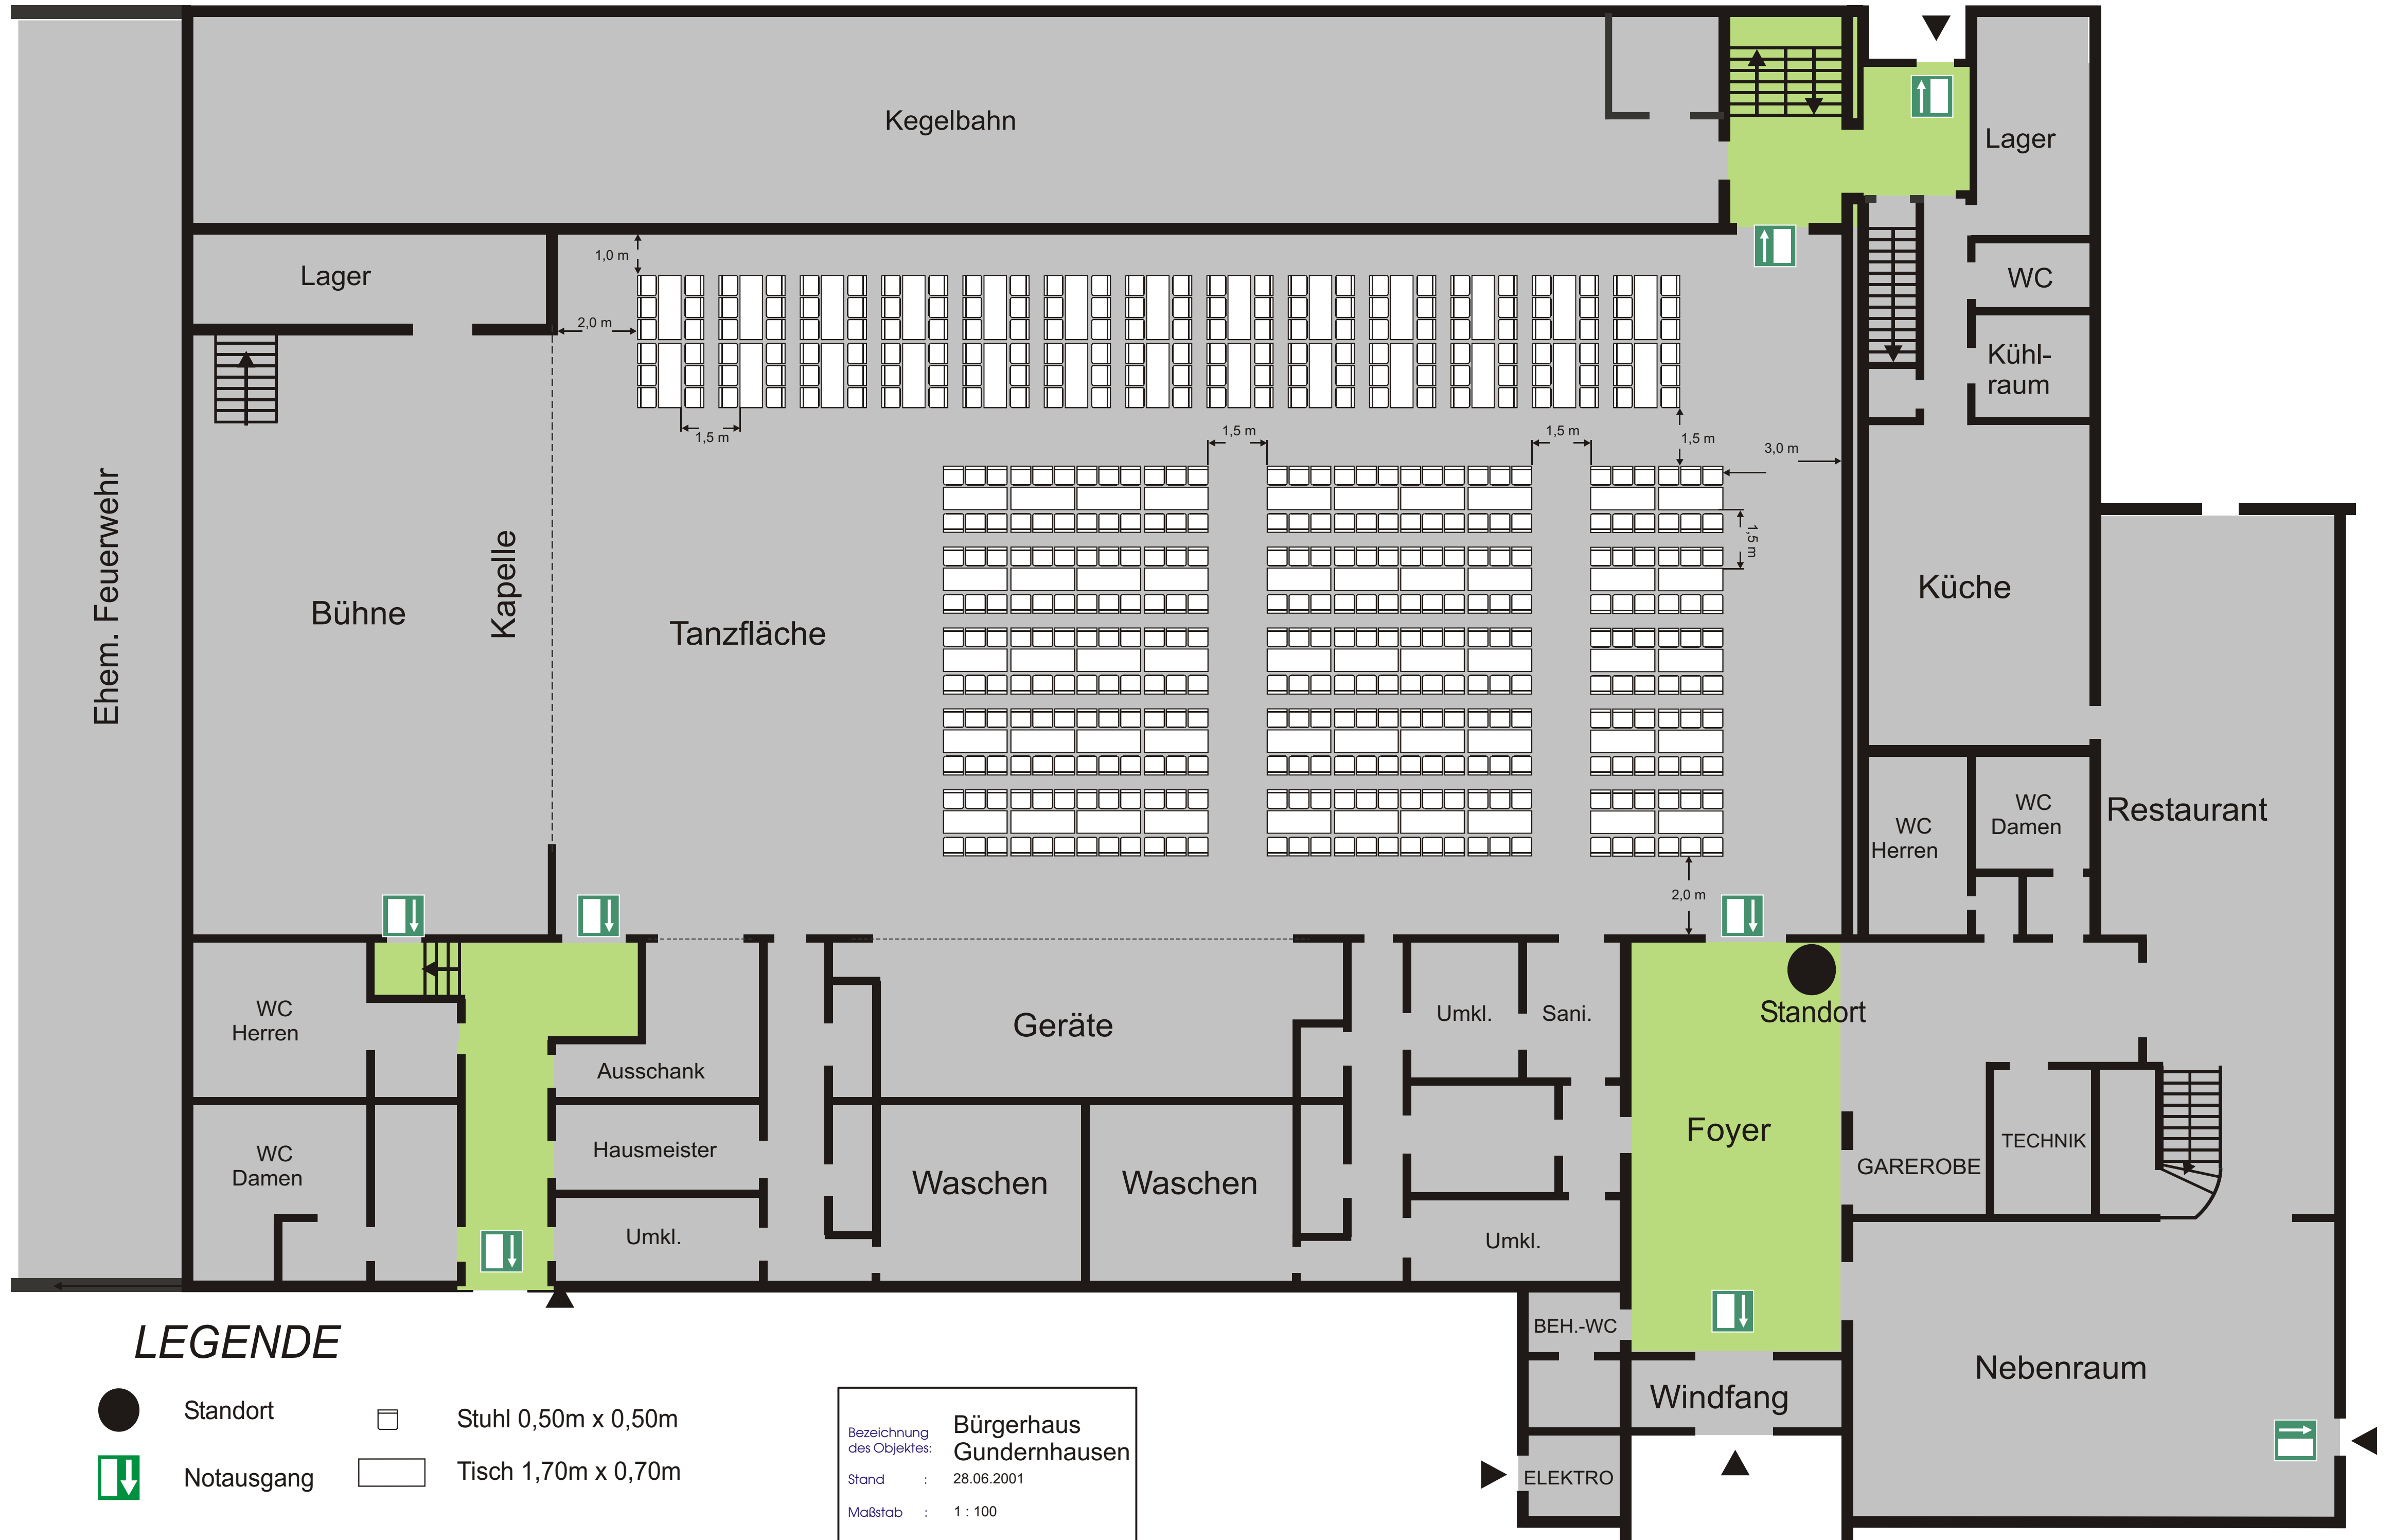 Kegelbahn
Lager
Lager
1,0 m
2,0 m
WC
Kühl-
raum
1,5 m
1,5 m
1,5 m
1,5 m
3,0 m
1,5 m
Ehem. Feuerwehr
Bühne
Kapelle
Tanzfläche
Küche
Restaurant
WC
Herren
WC
Damen
2,0 m
WC
Herren
Ausschank
Geräte
Umkl.
Sani.
Standort
Foyer
WC
Damen
Hausmeister
Umkl.
Waschen
Waschen
Umkl.
GAREROBE
TECHNIK
BEH.-WC
Windfang
ELEKTRO
Nebenraum
LEGENDE
Standort
Stuhl 0,50m x 0,50m
Notausgang
Tisch 1,70m x 0,70m
Bezeichnung
des Objektes:
Bürgerhaus
Gundernhausen
Stand : 28.06.2001
Maßstab : 1 : 100